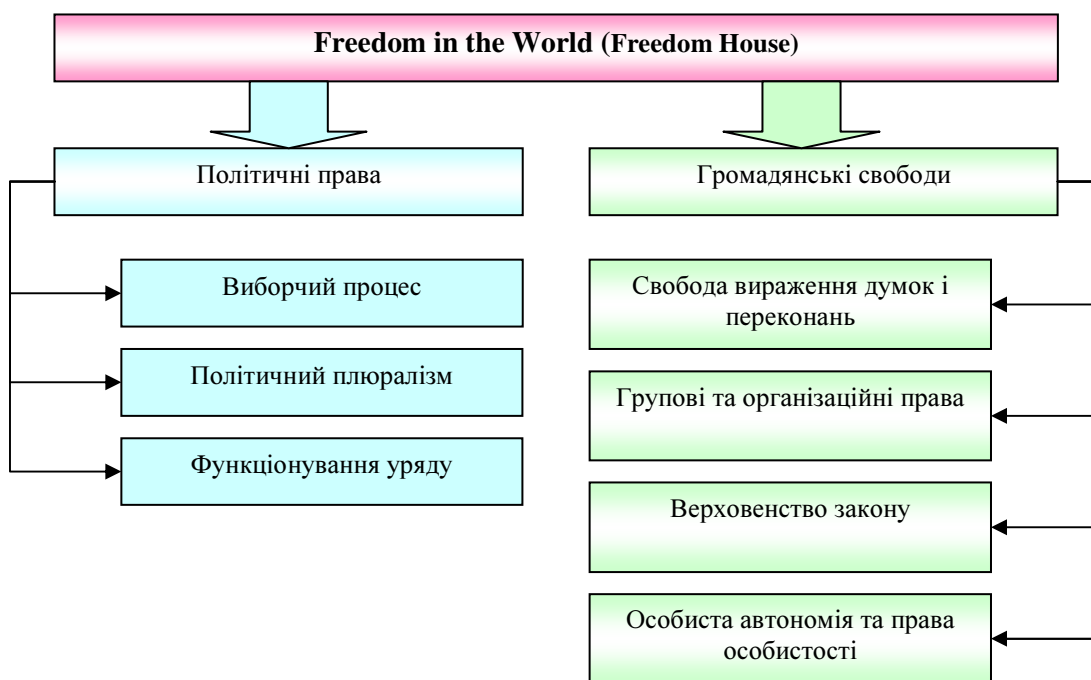 Freedom in the World (Freedom House)
Політичні права
Виборчий процес
Політичний плюралізм
Функціонування уряду
Громадянські свободи
Свобода вираження думок і
переконань
Групові та організаційні права
Верховенство закону
Особиста автономія та права
особистості